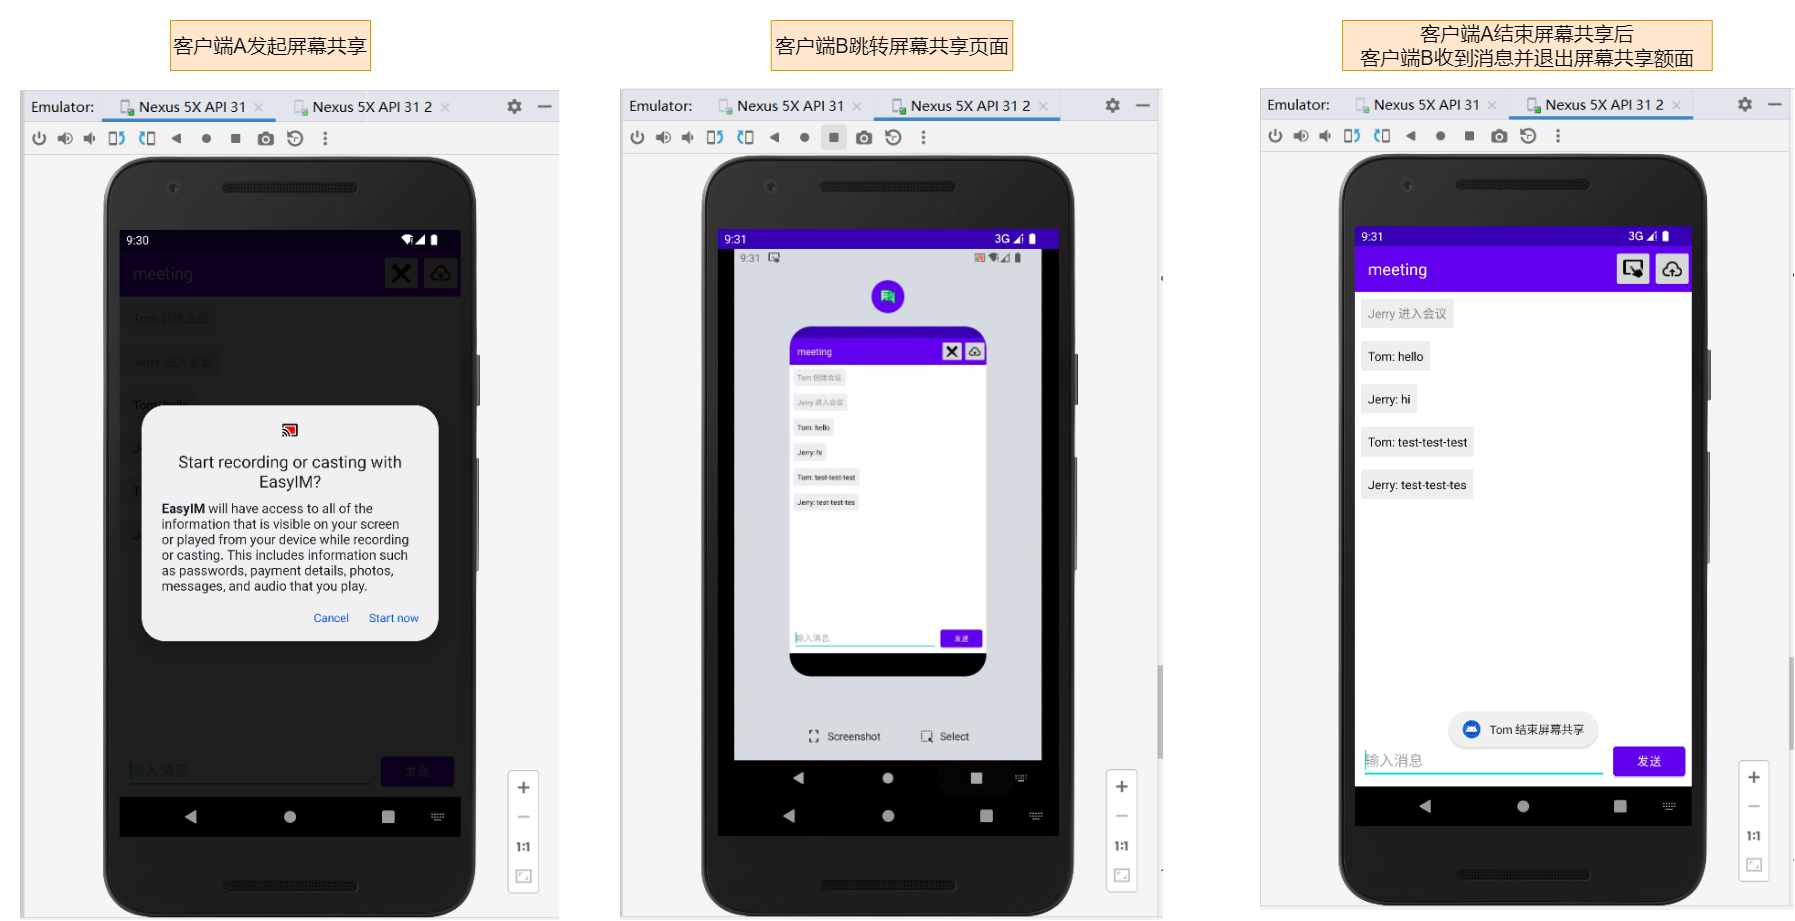 客户端A发起屏幕共享
客户端B跳转屏幕共享页面
客户端A结束屏幕共享后
客户端B收到消息并退出屏幕共享额面
Emulator: Nexus 5X API 31 Nexus 5X API 31 2
9:30
meeting
Tom 创建会议
Jerry 进入会议
Tom: hello
Start recording or casting with
EasyIM?
EasyIM will have access to all of the
information that is visible on your screen
or played from your device while recording
or casting. This includes information such
as passwords, payment details, photos,
messages, and audio that you play.
Cancel Start now
输入消息 发送
1:1
Emulator: Nexus 5X API 31 Nexus 5X API 31 2
9:31 3G
9:31
meeting
Tom 创建会议
Jerry 进入会议
Tom: hello
Jerry: hi
Tom: test-test-test
Jerry: test-test-tes
输入消息 发送
Screenshot Select
1:1
Emulator: Nexus 5X API 31 Nexus 5X API 31 2
9:31 3G
meeting
Jerry 进入会议
Tom: hello
Jerry: hi
Tom: test-test-test
Jerry: test-test-tes
Tom 结束屏幕共享
输入消息 发送
1:1